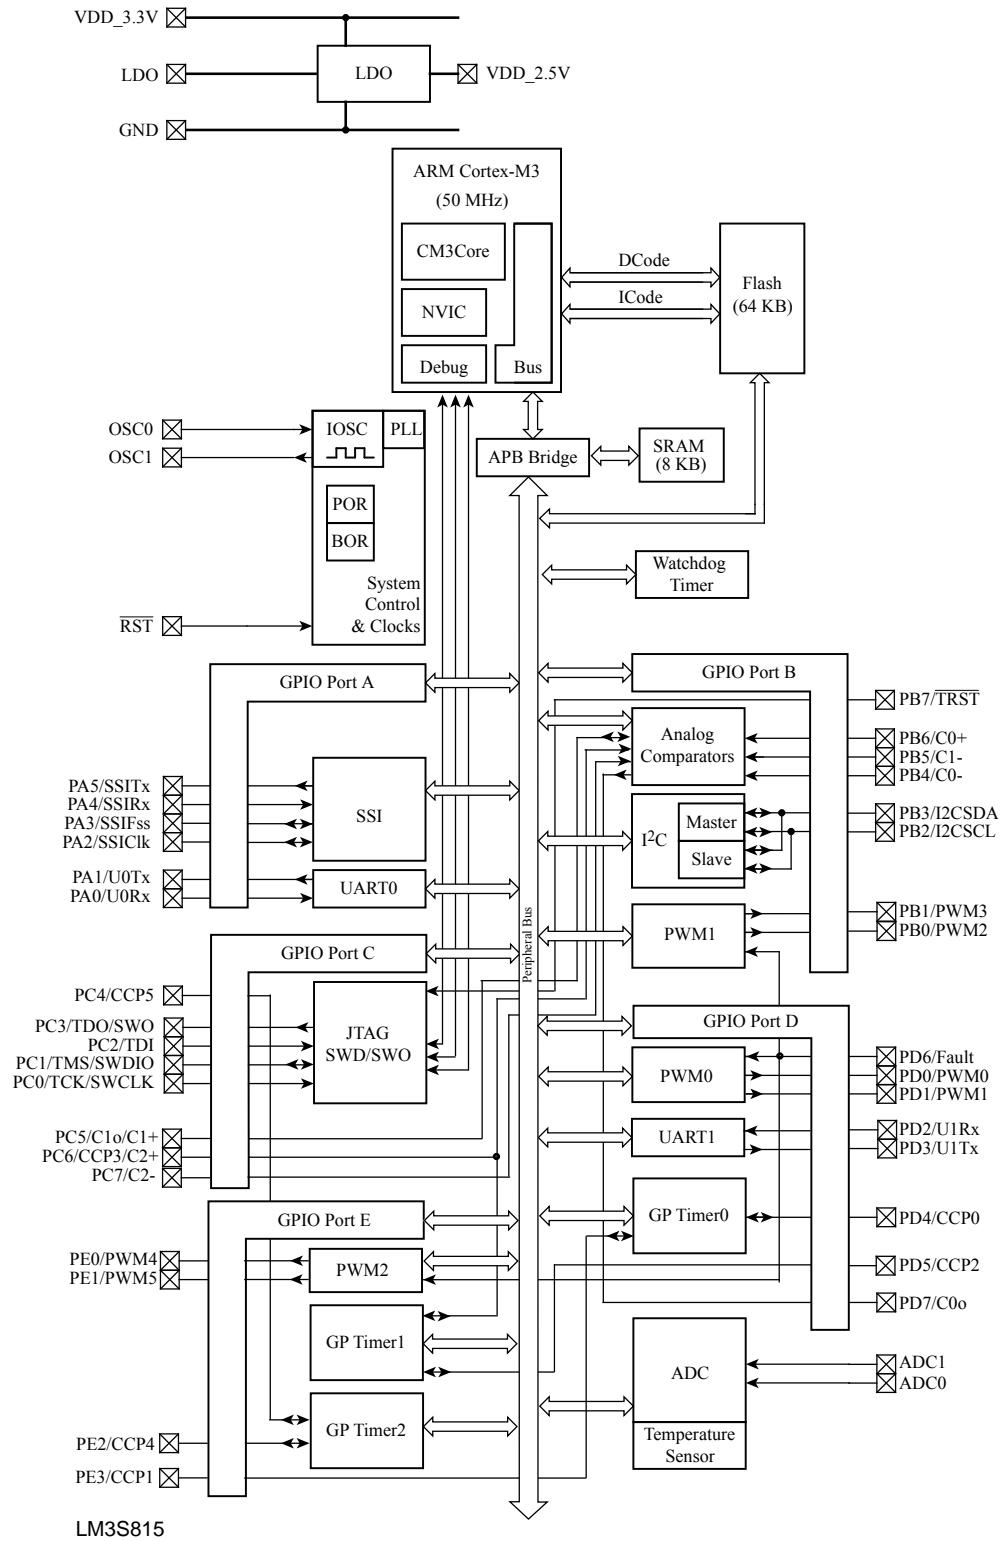 VDD_3.3V
LDO
LDO
VDD_2.5V
GND
ARM Cortex-M3
(50 MHz)
CM3Core
NVIC
Debug
Bus
DCode
ICode
Flash
(64 KB)
OSC0
OSC1
IOSC
PLL
POR
BOR
System
Control
& Clocks
RST
APB Bridge
SRAM
(8 KB)
Watchdog
Timer
Peripheral Bus
GPIO Port A
PA5/SSITx
PA4/SSIRx
PA3/SSIFss
PA2/SSIClk
SSI
PA1/U0Tx
PA0/U0Rx
UART0
GPIO Port B
PB7/TRST
Analog
Comparators
PB6/C0+
PB5/C1-
PB4/C0-
I²C
Master
Slave
PB3/I2CSDA
PB2/I2CSCL
PWM1
PB1/PWM3
PB0/PWM2
GPIO Port C
PC4/CCP5
PC3/TDO/SWO
PC2/TDI
PC1/TMS/SWDIO
PC0/TCK/SWCLK
JTAG
SWD/SWO
PC5/C1o/C1+
PC6/CCP3/C2+
PC7/C2-
GPIO Port D
PWM0
PD6/Fault
PD0/PWM0
PD1/PWM1
UART1
PD2/U1Rx
PD3/U1Tx
GP Timer0
PD4/CCP0
PD5/CCP2
PD7/C0o
GPIO Port E
PE0/PWM4
PE1/PWM5
PWM2
GP Timer1
GP Timer2
PE2/CCP4
PE3/CCP1
ADC
Temperature
Sensor
ADC1
ADC0
LM3S815